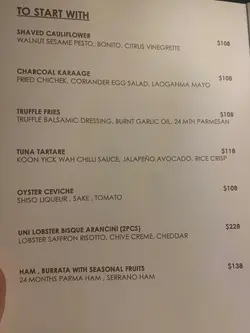 TO START WITH
SHAVED CAULIFLOWER $108
WALNUT SESAME PESTO, BONITO, CITRUS VINEGRETTE
CHARCOAL KARAAGE $108
FRIED CHICHEK, CORIANDER EGG SALAD, LAOGANMA MAYO
TRUFFLE FRIES $108
TRUFFLE BALSAMIC DRESSING, BURNT GARLIC OIL, 24 MTH PARMESAN
TUNA TARTARE $118
KOON YICK WAH CHILLI SAUCE, JALAPEÑO,AVOCADO, RICE CRISP
OYSTER CEVICHE $108
SHISO LIQUEUR , SAKE , TOMATO
UNI LOBSTER BISQUE ARANCINI (2PCS) $228
LOBSTER SAFFRON RISOTTO, CHIVE CREME, CHEDDAR
HAM , BURRATA WITH SEASONAL FRUITS $138
24 MONTHS PARMA HAM , SERRANO HAM